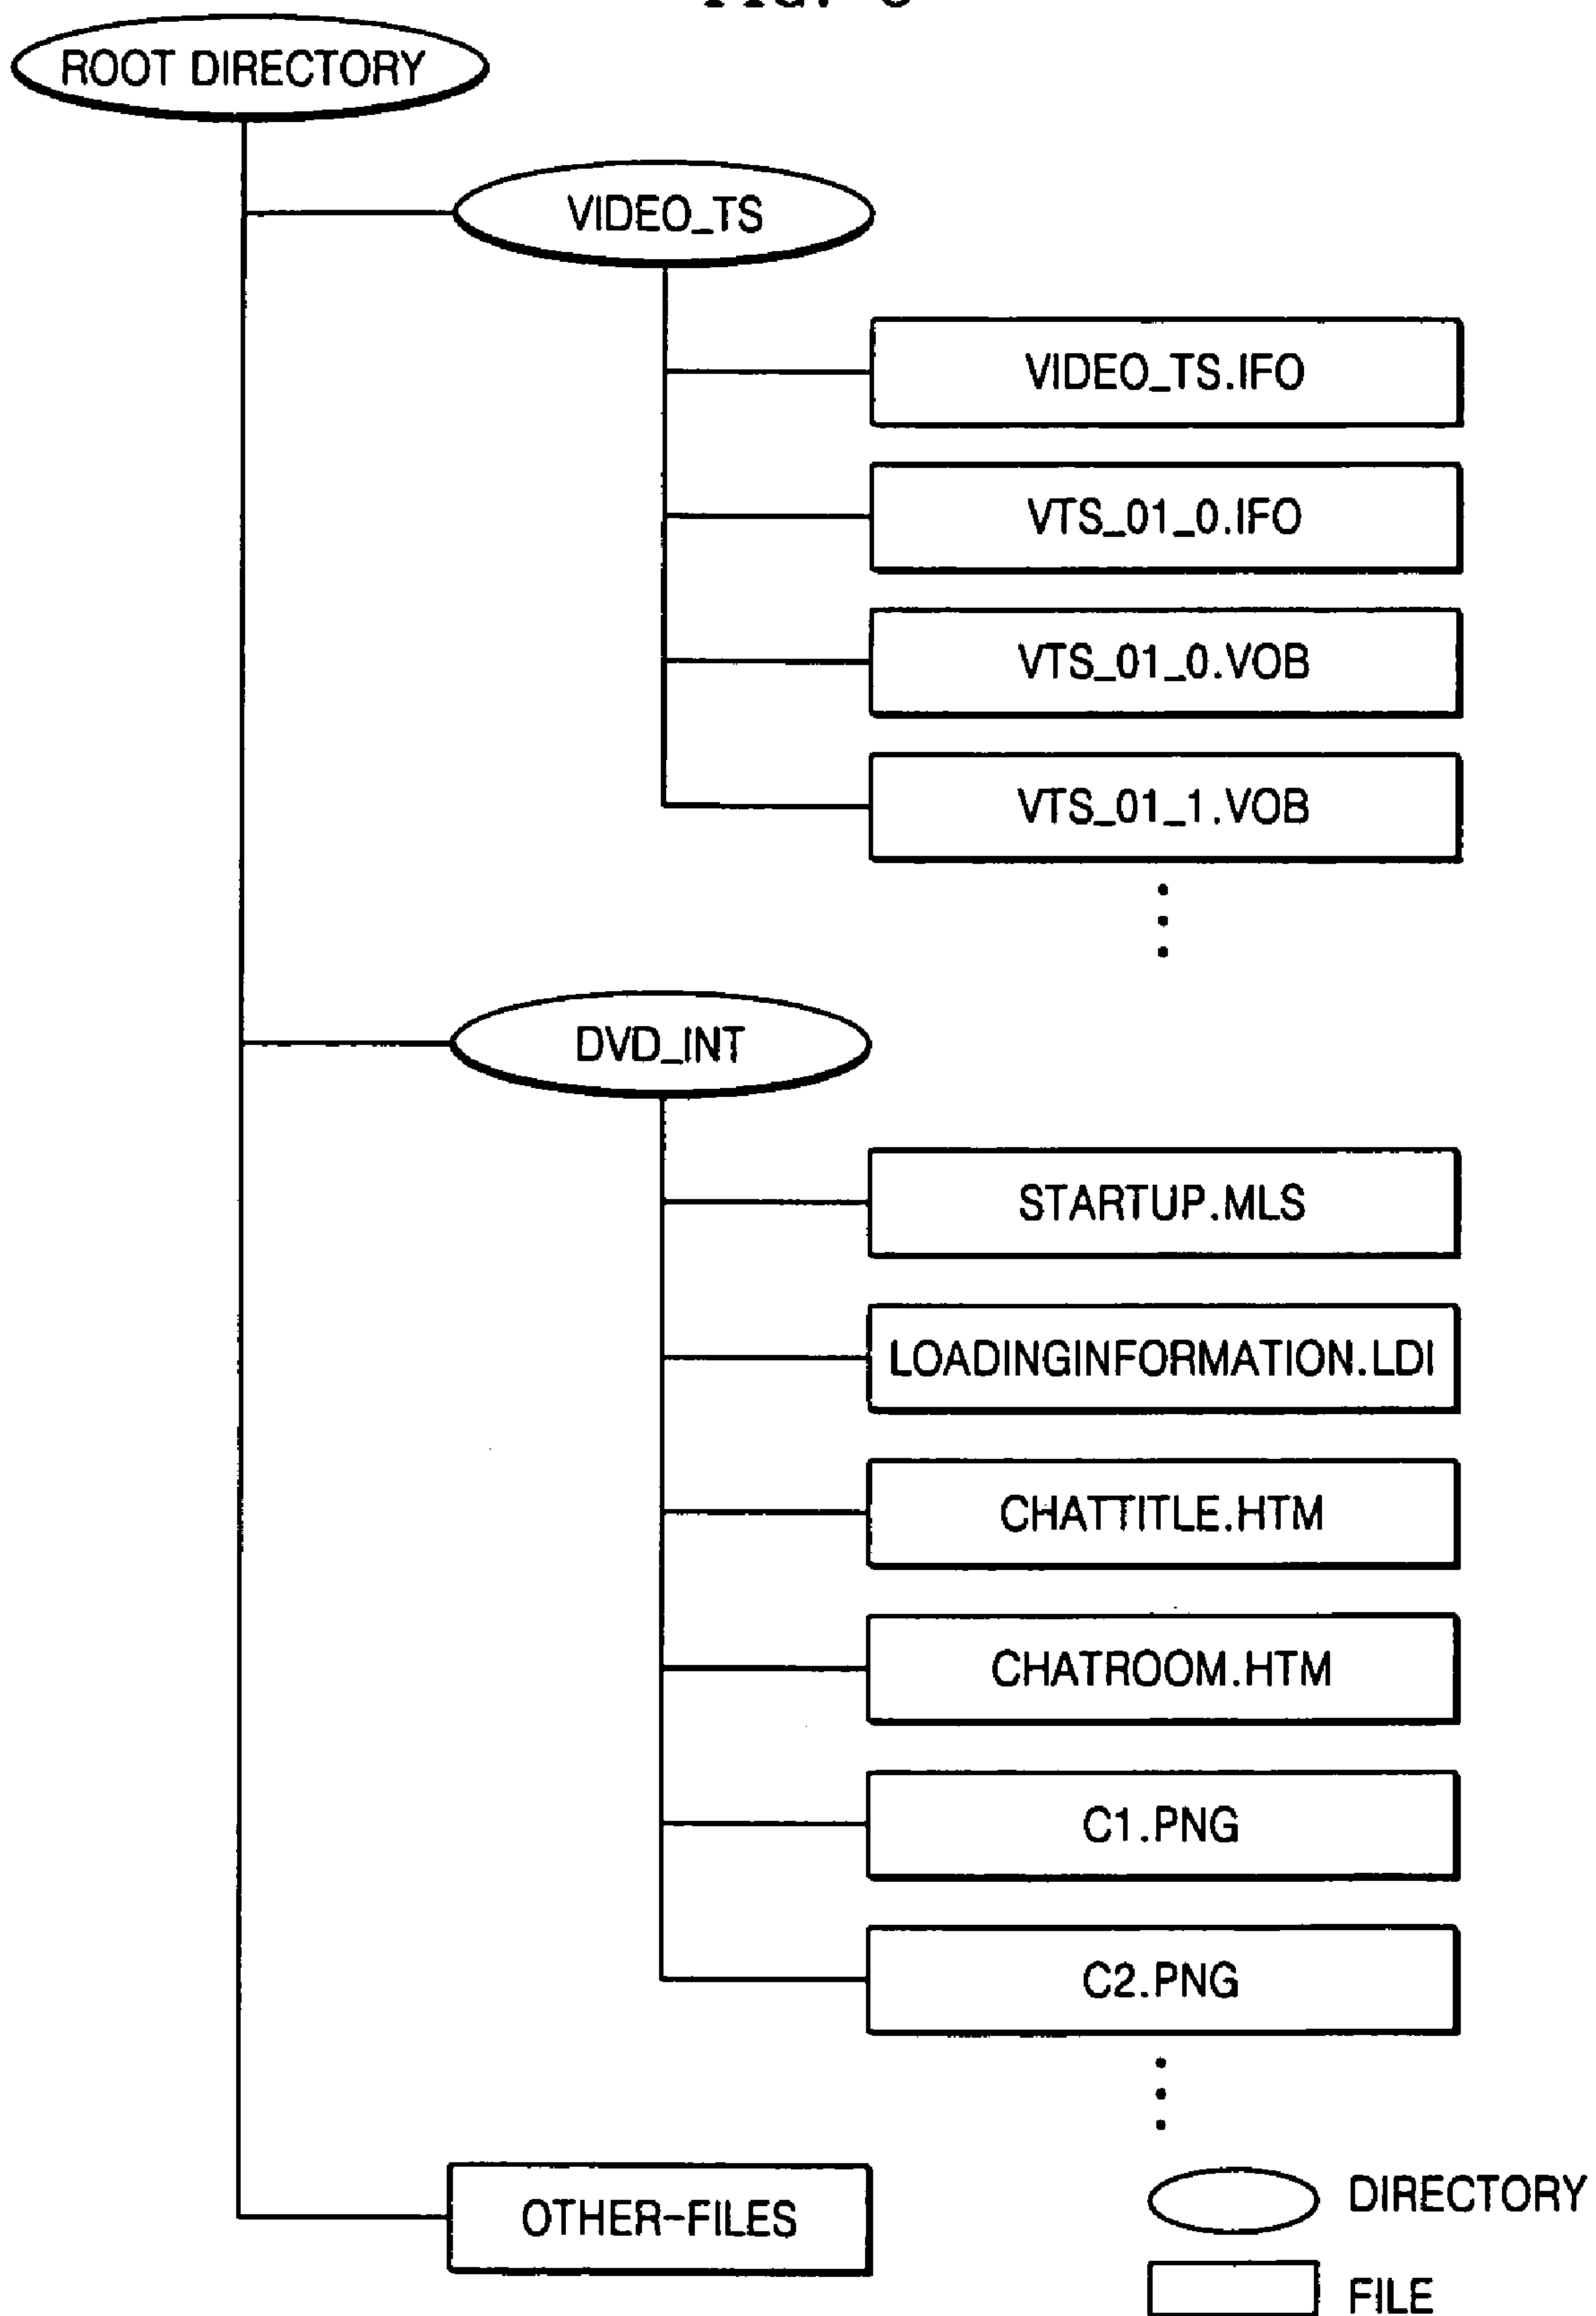 ROOT DIRECTORY
VIDEO_TS
VIDEO_TS.IFO
VTS_01_0.IFO
VTS_01_0.VOB
VTS_01_1.VOB
DVD_INT
STARTUP.MLS
LOADINGINFORMATION.LDI
CHATTITLE.HTM
CHATROOM.HTM
C1.PNG
C2.PNG
OTHER-FILES
DIRECTORY
FILE